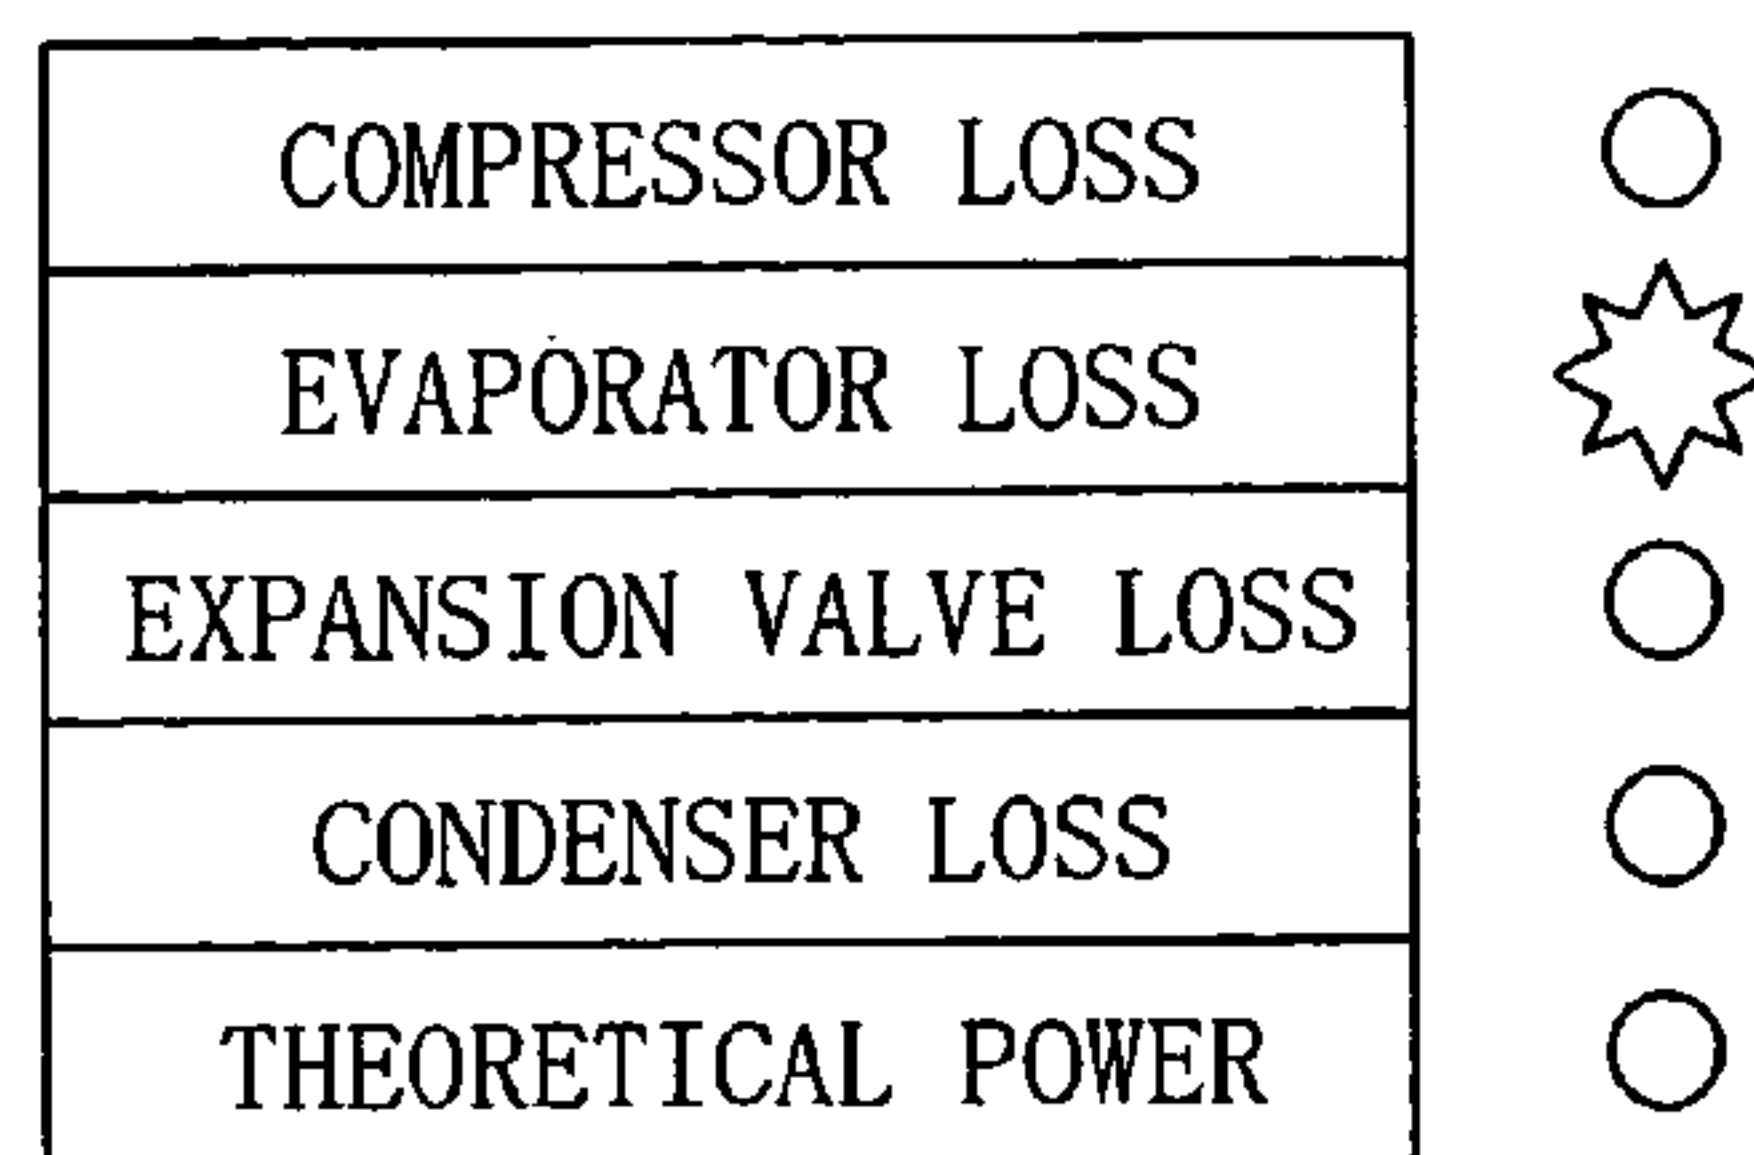 COMPRESSOR LOSS
EVAPORATOR LOSS
EXPANSION VALVE LOSS
CONDENSER LOSS
THEORETICAL POWER